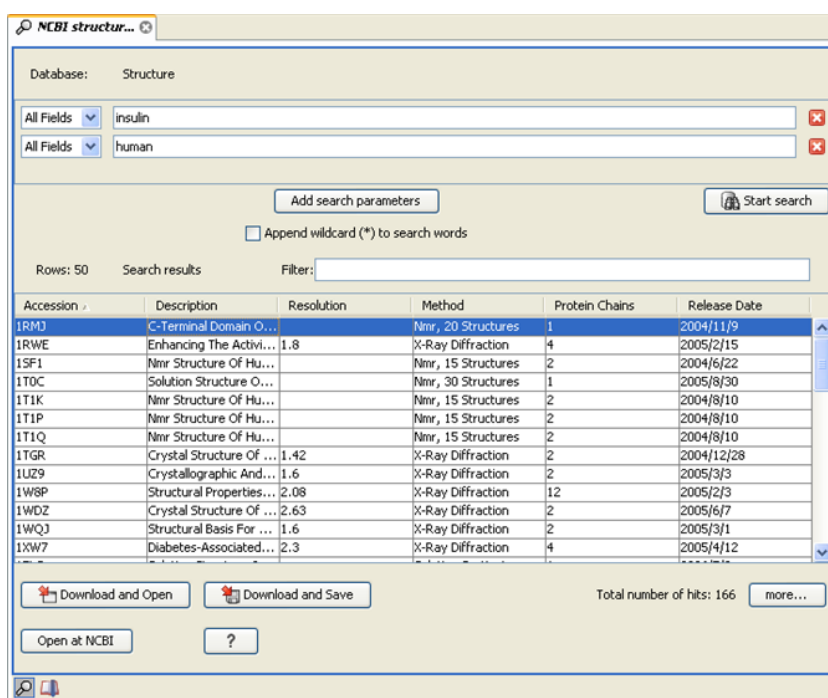 NCBI structur...
Database: Structure
All Fields insulin
All Fields human
Add search parameters Start search
Append wildcard (*) to search words
Rows: 50 Search results Filter:
Accession Description Resolution Method Protein Chains Release Date
1RMJ C-Terminal Domain O... Nmr, 20 Structures 1 2004/11/9
1RWE Enhancing The Activi... 1.8 X-Ray Diffraction 4 2005/2/15
1SF1 Nmr Structure Of Hu... Nmr, 15 Structures 2 2004/6/22
1T0C Solution Structure O... Nmr, 30 Structures 1 2005/8/30
1T1K Nmr Structure Of Hu... Nmr, 15 Structures 2 2004/8/10
1T1P Nmr Structure Of Hu... Nmr, 15 Structures 2 2004/8/10
1T1Q Nmr Structure Of Hu... Nmr, 15 Structures 2 2004/8/10
1TGR Crystal Structure Of ... 1.42 X-Ray Diffraction 2 2004/12/28
1UZ9 Crystallographic And... 1.6 X-Ray Diffraction 2 2005/3/3
1W8P Structural Properties... 2.08 X-Ray Diffraction 12 2005/2/3
1WDZ Crystal Structure Of ... 2.63 X-Ray Diffraction 2 2005/6/7
1WQJ Structural Basis For ... 1.6 X-Ray Diffraction 2 2005/3/1
1XW7 Diabetes-Associated... 2.3 X-Ray Diffraction 4 2005/4/12
Download and Open Download and Save Total number of hits: 166 more...
Open at NCBI ?